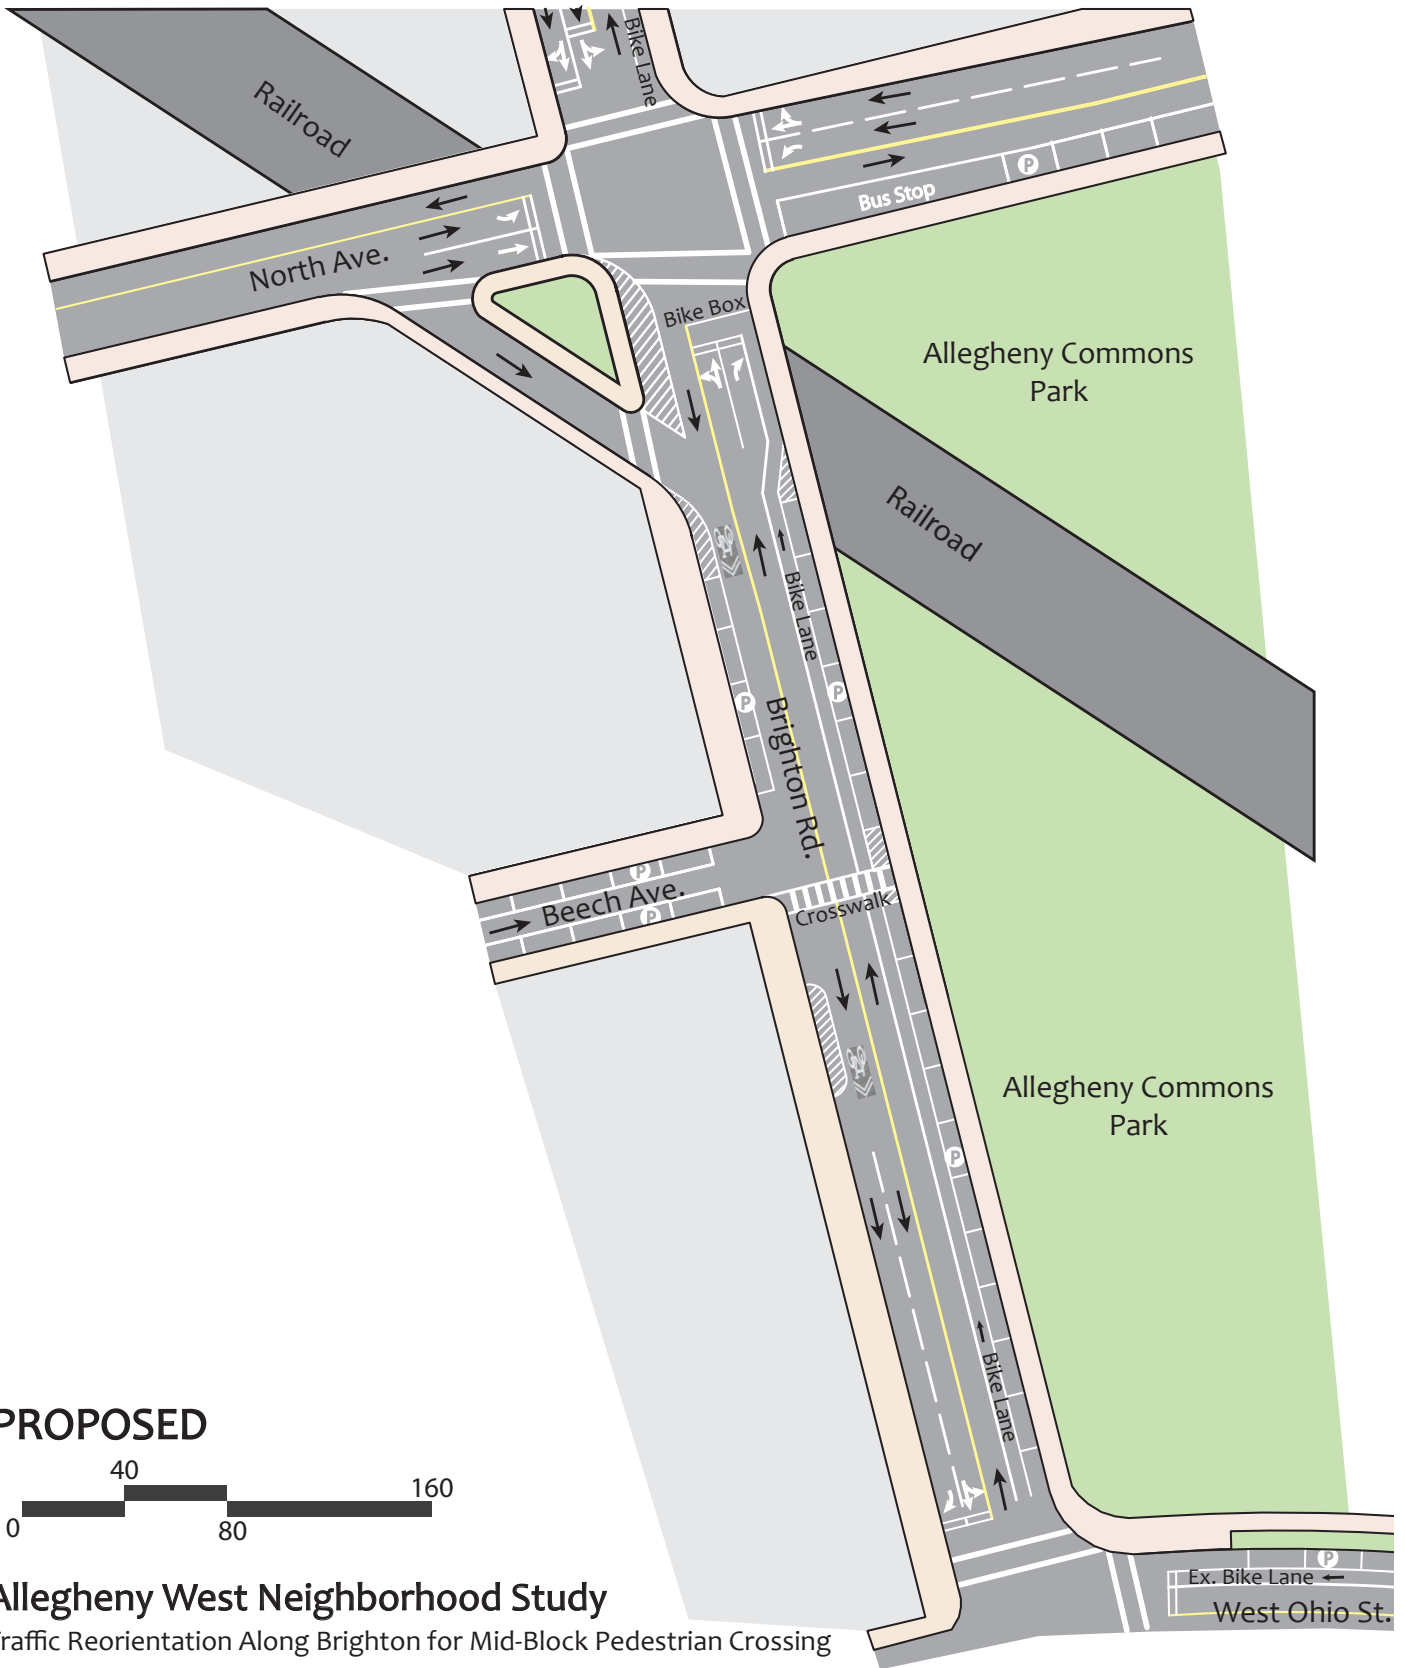 Bike Lane
Railroad
P
Bus Stop
North Ave.
Bike Box
Allegheny Commons
Park
Railroad
Bike Lane
P
P
Brighton Rd.
P
Beech Ave.
P
Crosswalk
Allegheny Commons
Park
P
Bike Lane
PROPOSED
40
160
0
80
P
Ex. Bike Lane
West Ohio St.
Allegheny West Neighborhood Study
raffic Reorientation Along Brighton for Mid-Block Pedestrian Crossing